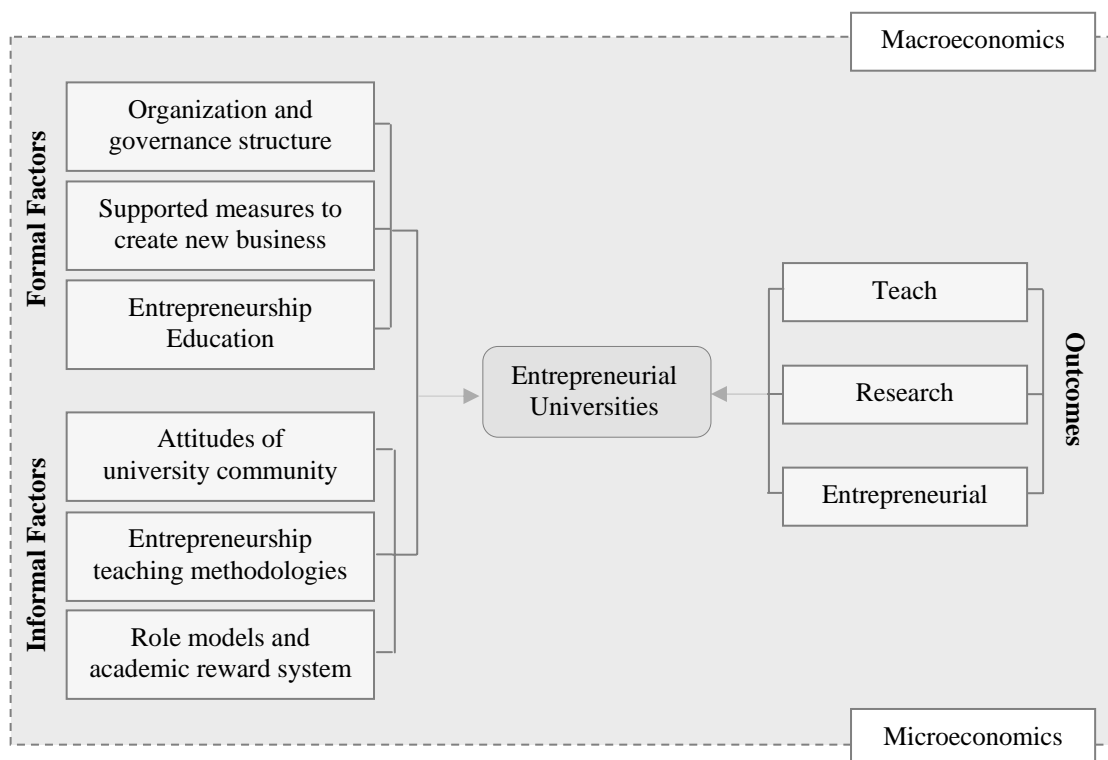 Macroeconomics
Formal Factors
Organization and
governance structure
Supported measures to
create new business
Entrepreneurship
Education
Informal Factors
Attitudes of
university community
Entrepreneurship
teaching methodologies
Role models and
academic reward system
Entrepreneurial
Universities
Teach
Research
Entrepreneurial
Outcomes
Microeconomics